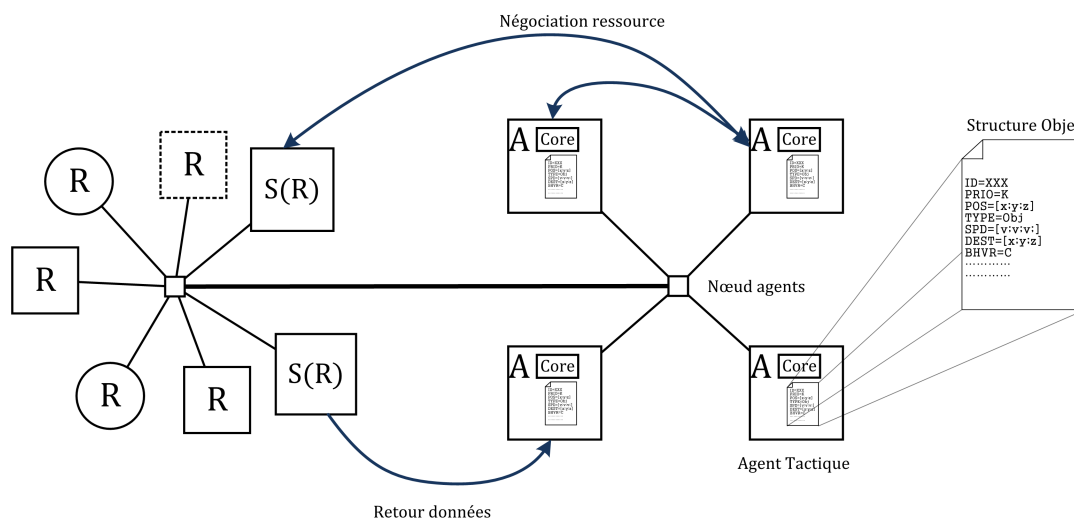 Négociation ressource
A Core
A Core
Structure Obje
R
R
S(R)
ID=XXX
PRIO=K
POS=[x;y;z]
TYPE=Obj
SPD=[v;v;v;]
DEST=[x;y;z]
BHVR=C
............
............
R
Nœud agents
R
R
S(R)
A Core
A Core
Agent Tactique
Retour données